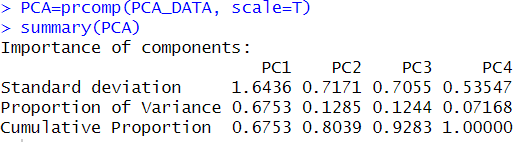 > PCA=prcomp(PCA_DATA, scale=T)
> summary(PCA)
Importance of components:
                          PC1    PC2    PC3     PC4
Standard deviation     1.6436 0.7171 0.7055 0.53547
Proportion of Variance 0.6753 0.1285 0.1244 0.07168
Cumulative Proportion  0.6753 0.8039 0.9283 1.00000